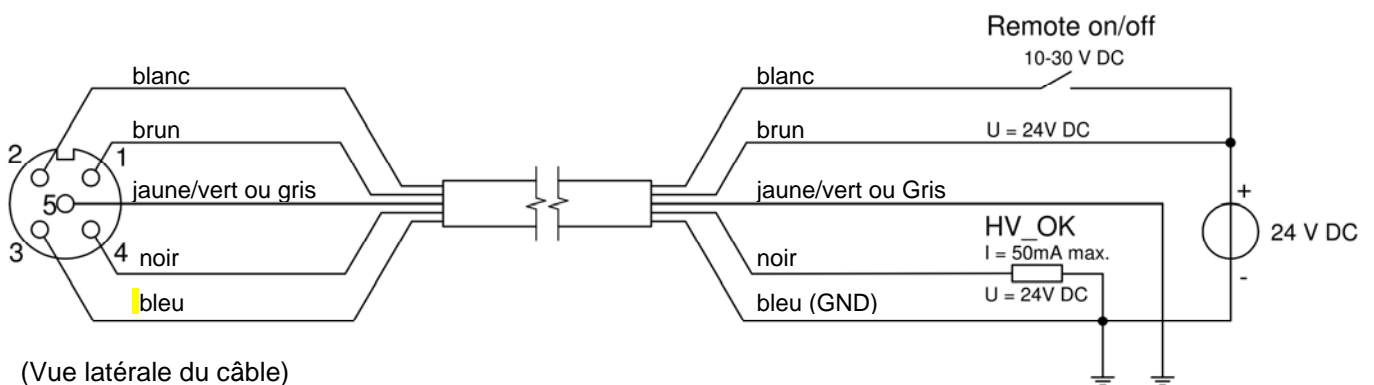 Remote on/off
10-30 V DC
blanc
blanc
brun
brun
U = 24V DC
2
1
jaune/vert ou gris
jaune/vert ou Gris
5
+
24 V DC
-
3
4
noir
noir
HV_OK
I = 50mA max.
U = 24V DC
bleu
bleu (GND)
(Vue latérale du câble)